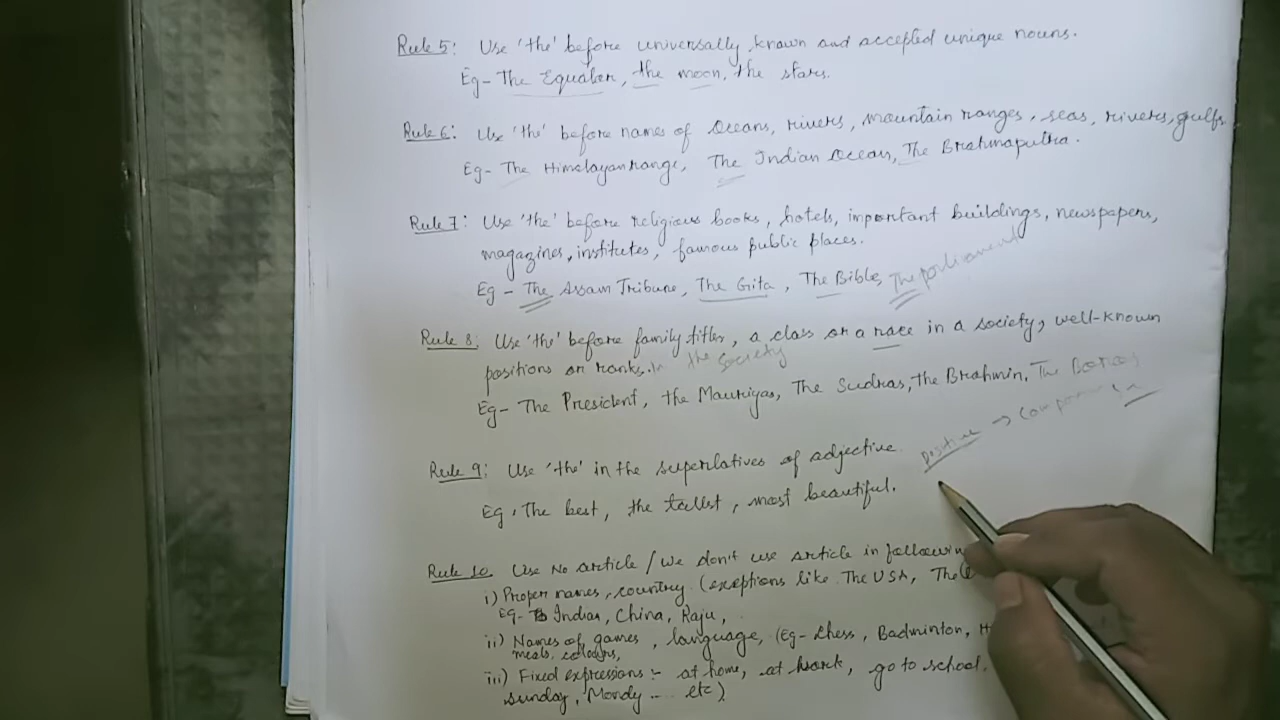 Rule 5: Use 'the' before universally known and accepted unique nouns.
Eg- The Equator, the moon, the stars.
Rule 6: Use 'the' before names of Oceans, rivers, mountain ranges, seas, rivers, gulfs
Eg- The Himalayan range, The Indian Ocean, The Brahmaputra.
Rule 7: Use 'the' before religious books, hotels, important buildings, newspapers,
magazines, institutes, famous public places.
Eg - The Assam Tribune, The Gita, The Bible, The parliament
Rule 8: Use 'the' before family titles, a class or a race in a society, well-known
positions or ranks. In the society
Eg- The President, the Mauriyas, The Sudras, the Brahmin, The
Positive →
Rule 9: Use 'the' in the superlatives of adjective.
Eg. The best, the tallest, most beautiful.
Rule 10. Use No article / We don't use article in
i) Proper names, country (exceptions like The USA,
Eg- Indian, China, Raju,
ii) Names of games, language, (Eg- Chess, Badminton,
meals, colours,
iii) Fixed expressions:- at home, at work, go to school,
sunday, Mondy .... etc)